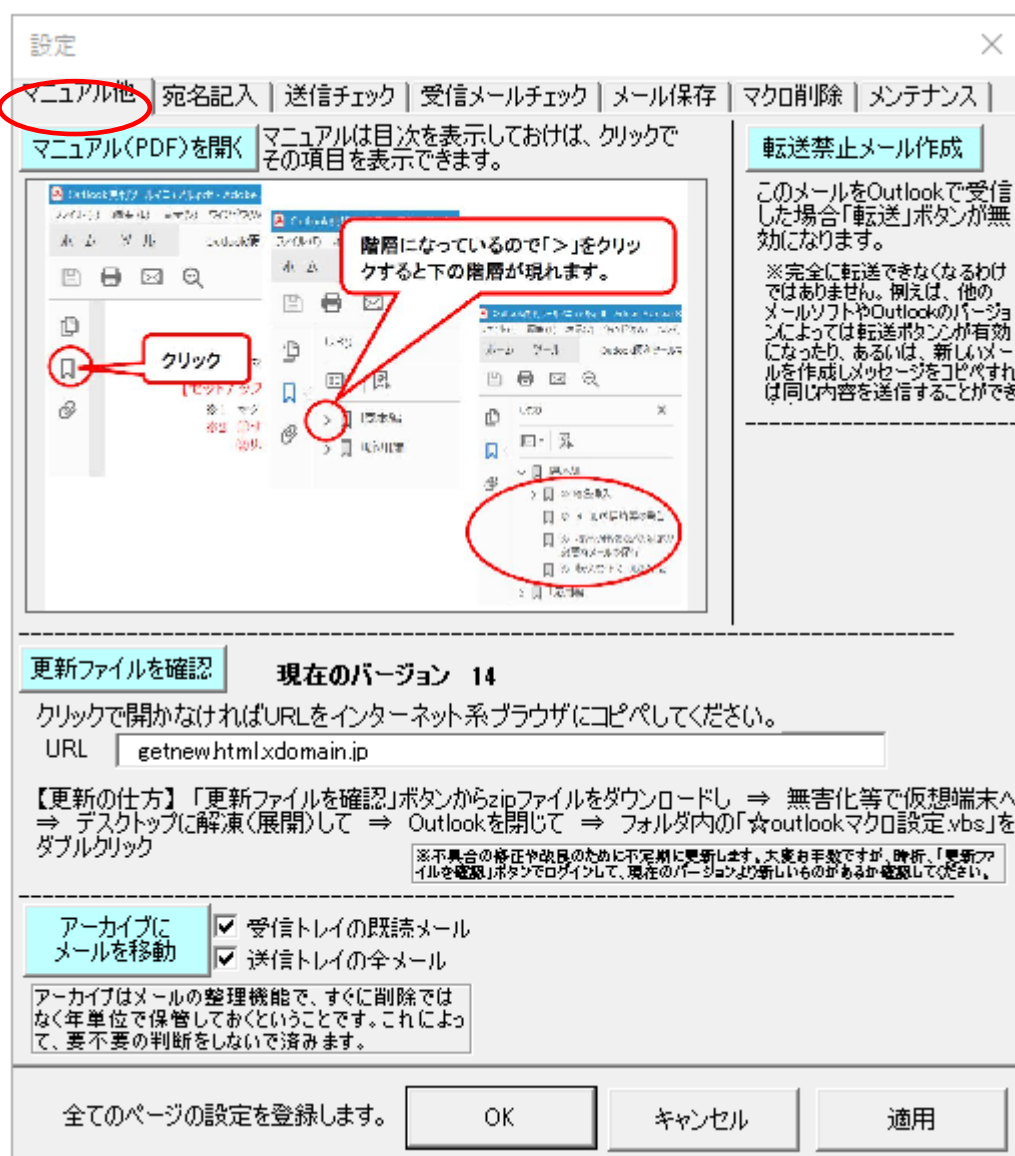 設定
マニュアル他 宛名記入 送信チェック 受信メールチェック メール保存 マクロ削除 メンテナンス
マニュアル(PDF)を開く
マニュアルは目次を表示しておけば、クリックで
その項目を表示できます。
階層になっているので「>」をクリッ
クすると下の階層が現れます。
クリック
転送禁止メール作成
このメールをOutlookで受信
した場合「転送」ボタンが無
効になります。
※完全に転送できなくなるわけ
ではありません。例えば、他の
メールソフトやOutlookのバージョ
ンによっては転送ボタンが有効
になったり、あるいは、新しいメー
ルを作成しメッセージをコピペすれ
ば同じ内容を送信することができ
更新ファイルを確認
現在のバージョン 14
クリックで開かなければURLをインターネット系ブラウザにコピペしてください。
URL getnew.html.xdomain.jp
【更新の仕方】「更新ファイルを確認」ボタンからzipファイルをダウンロードし ⇒ 無害化等で仮想端末へ
⇒ デスクトップに解凍(展開)して ⇒ Outlookを閉じて ⇒ フォルダ内の「☆outlookマクロ設定.vbs」を
ダブルクリック
※不具合の修正や改良のために不定期に更新します。大変お手数ですが、時折、「更新ファ
イルを確認」ボタンでログインして、現在のバージョンより新しいものがあるか確認してください。
アーカイブに
メールを移動
受信トレイの既読メール
送信トレイの全メール
アーカイブはメールの整理機能で、すぐに削除では
なく年単位で保管しておくということです。これによっ
て、要不要の判断をしないで済みます。
全てのページの設定を登録します。
OK キャンセル 適用